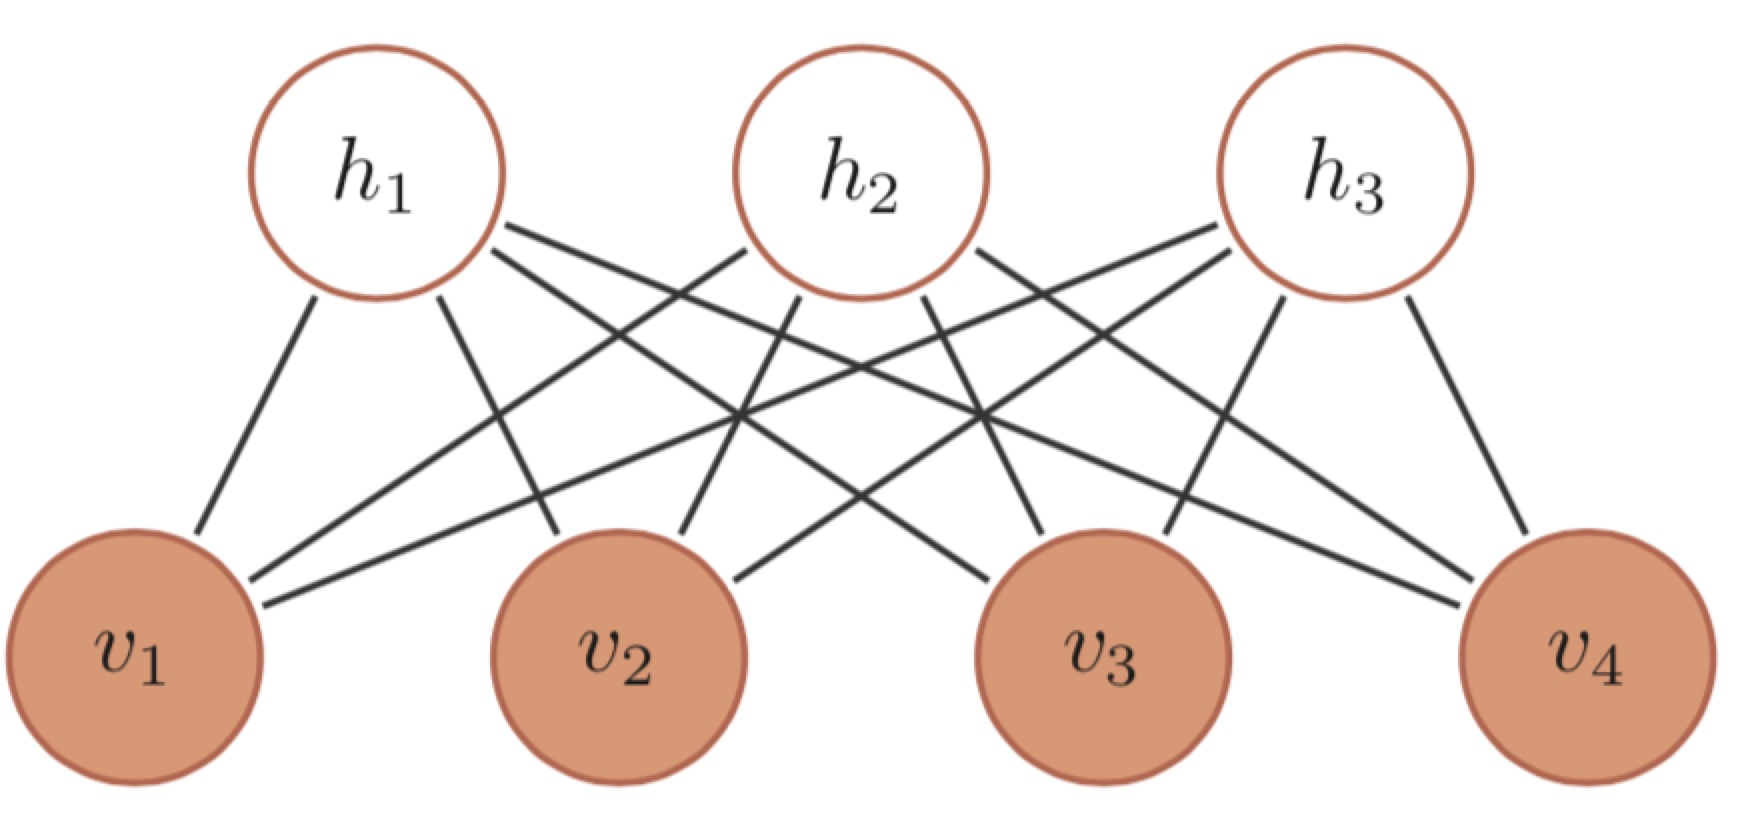 h₁ h₂ h₃
v₁ v₂ v₃ v₄